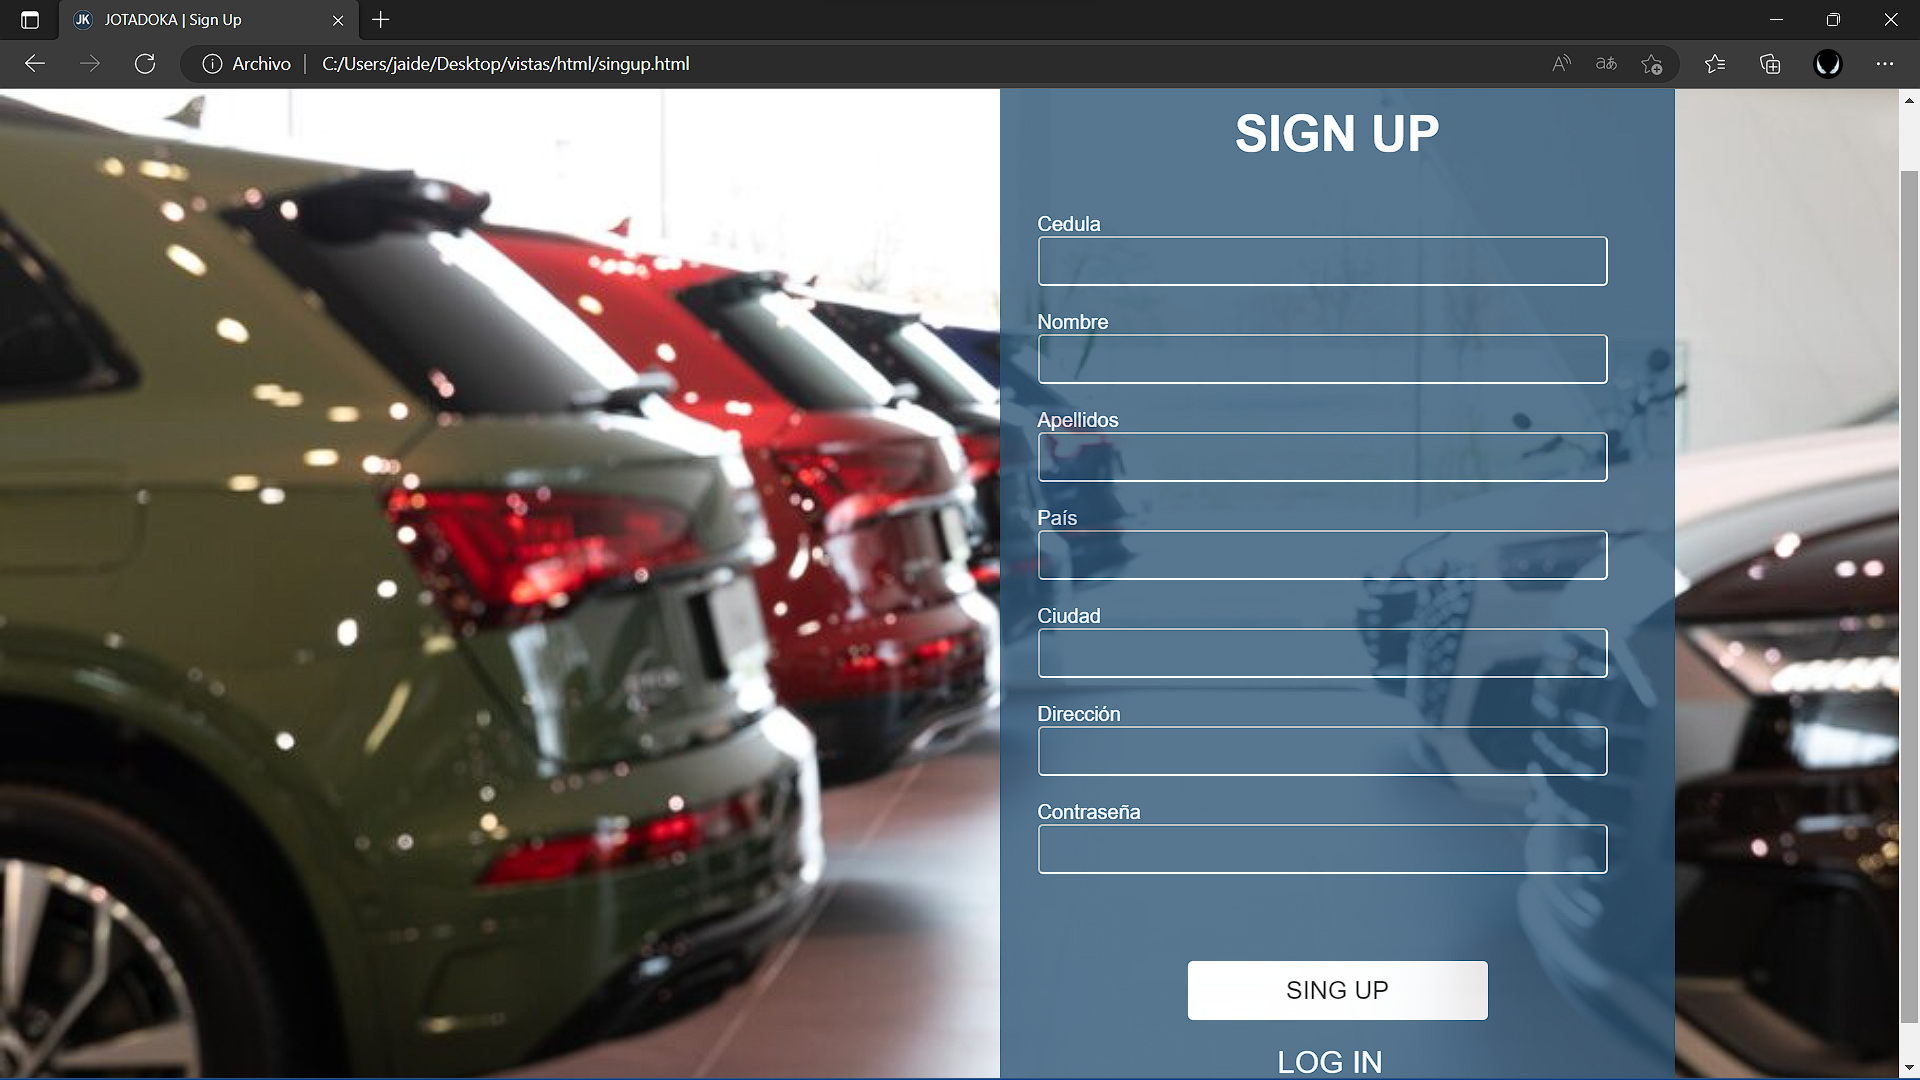 JK JOTADOKA | Sign Up
Archivo C:/Users/jaide/Desktop/vistas/html/singup.html
SIGN UP
Cedula
Nombre
Apellidos
País
Ciudad
Dirección
Contraseña
SING UP
LOG IN